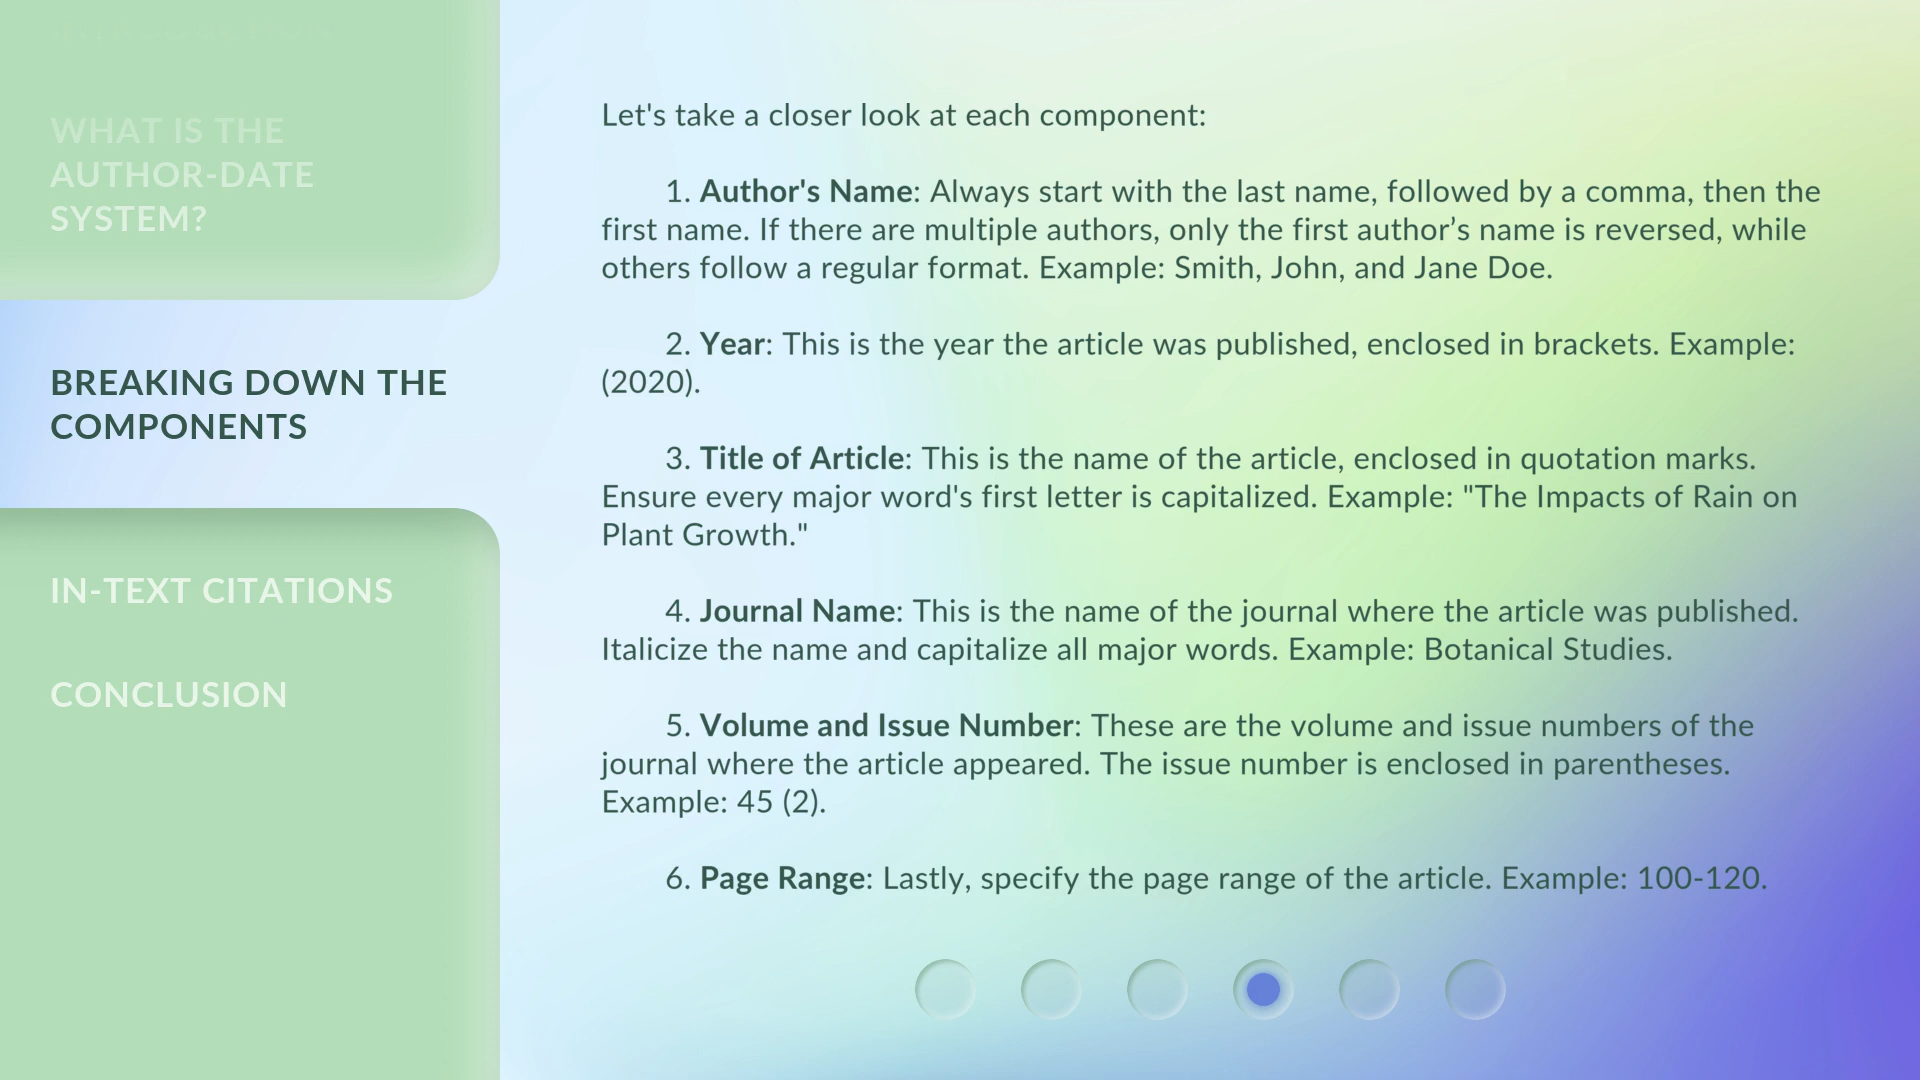 WHAT IS THE
AUTHOR-DATE
SYSTEM?
BREAKING DOWN THE
COMPONENTS
IN-TEXT CITATIONS
CONCLUSION
Let's take a closer look at each component:
1. Author's Name: Always start with the last name, followed by a comma, then the
first name. If there are multiple authors, only the first author’s name is reversed, while
others follow a regular format. Example: Smith, John, and Jane Doe.
2. Year: This is the year the article was published, enclosed in brackets. Example:
(2020).
3. Title of Article: This is the name of the article, enclosed in quotation marks.
Ensure every major word's first letter is capitalized. Example: "The Impacts of Rain on
Plant Growth."
4. Journal Name: This is the name of the journal where the article was published.
Italicize the name and capitalize all major words. Example: Botanical Studies.
5. Volume and Issue Number: These are the volume and issue numbers of the
journal where the article appeared. The issue number is enclosed in parentheses.
Example: 45 (2).
6. Page Range: Lastly, specify the page range of the article. Example: 100-120.